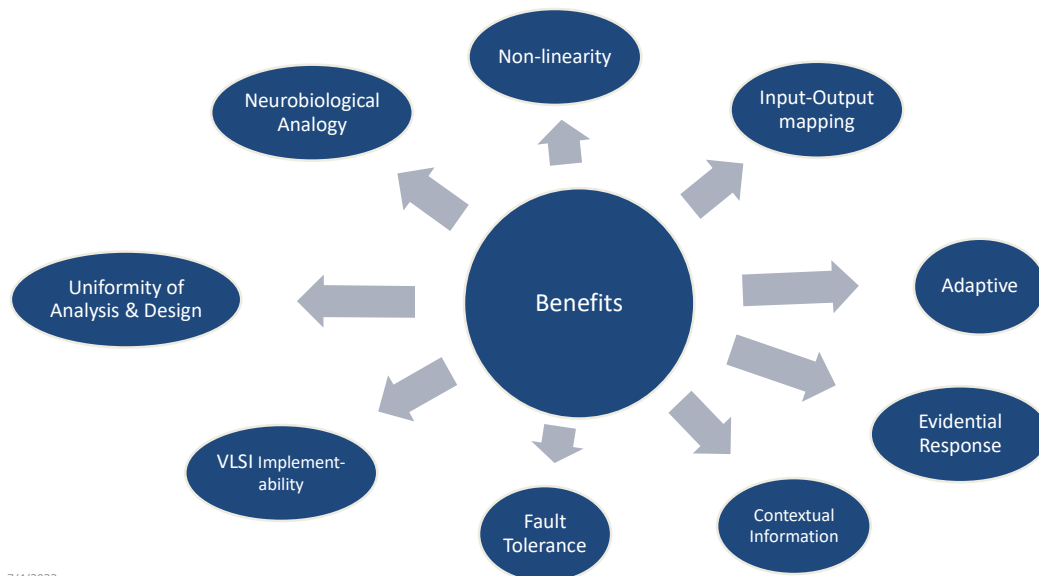 Non-linearity
Input-Output
mapping
Adaptive
Evidential
Response
Contextual
Information
Fault
Tolerance
VLSI Implement-
ability
Uniformity of
Analysis & Design
Neurobiological
Analogy
Benefits